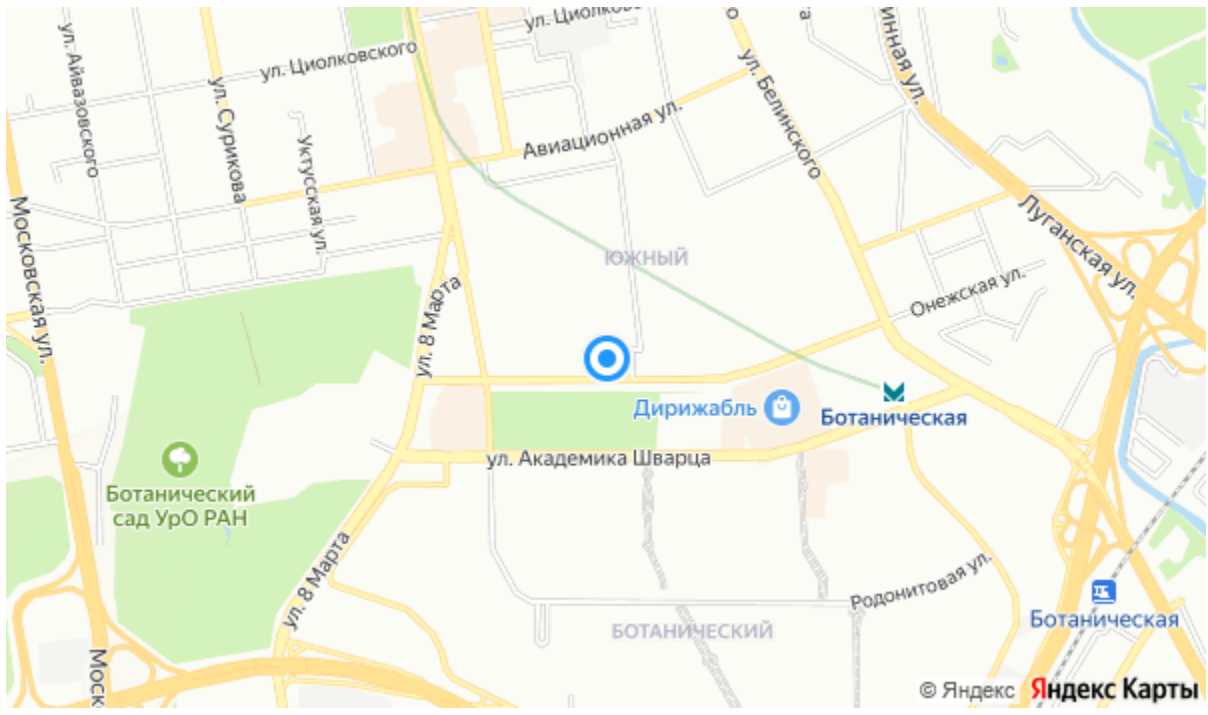 ул. Циолковского
ул. Айвазовского
ул. Циолковского
ул. Сурикова
Уктусская ул.
Авиационная ул.
ул. Белинского
инная ул.
Московская ул.
ЮЖНЫЙ
Луганская ул.
ул. 8 Марта
Онежская ул.
Дирижабль
Ботаническая
ул. Академика Шварца
Ботанический
сад УрО РАН
ул. 8 Марта
Родонитовая ул.
Ботаническая
БОТАНИЧЕСКИЙ
Моск
© Яндекс Яндекс Карты